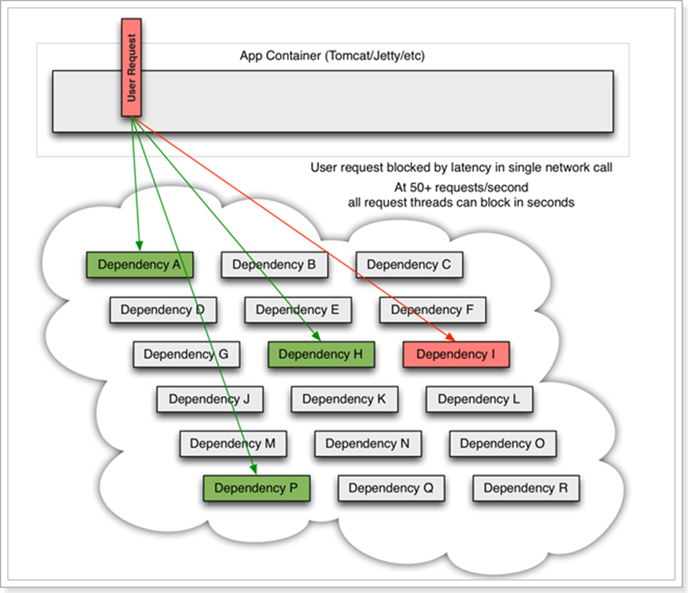 User Request
App Container (Tomcat/Jetty/etc)
User request blocked by latency in single network call
At 50+ requests/second
all request threads can block in seconds
Dependency A
Dependency B
Dependency C
Dependency D
Dependency E
Dependency F
Dependency G
Dependency H
Dependency I
Dependency J
Dependency K
Dependency L
Dependency M
Dependency N
Dependency O
Dependency P
Dependency Q
Dependency R